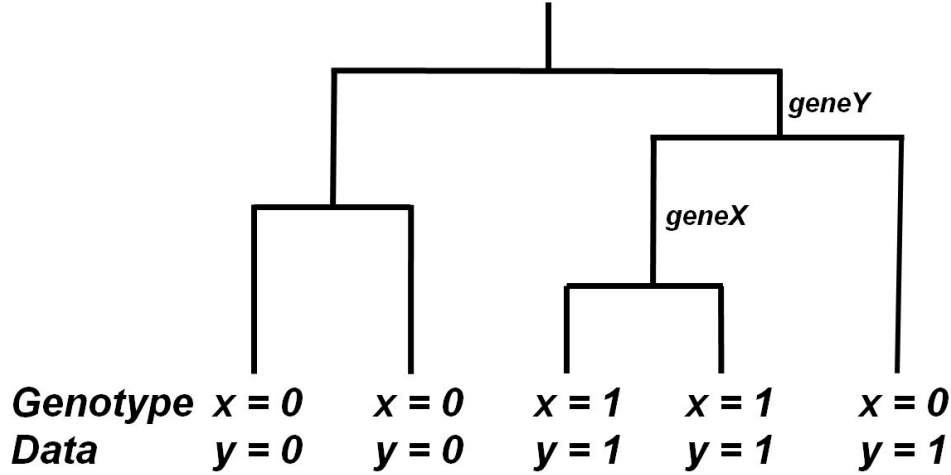 geneY
geneX
Genotype x = 0 x = 0 x = 1 x = 1 x = 0
Data y = 0 y = 0 y = 1 y = 1 y = 1